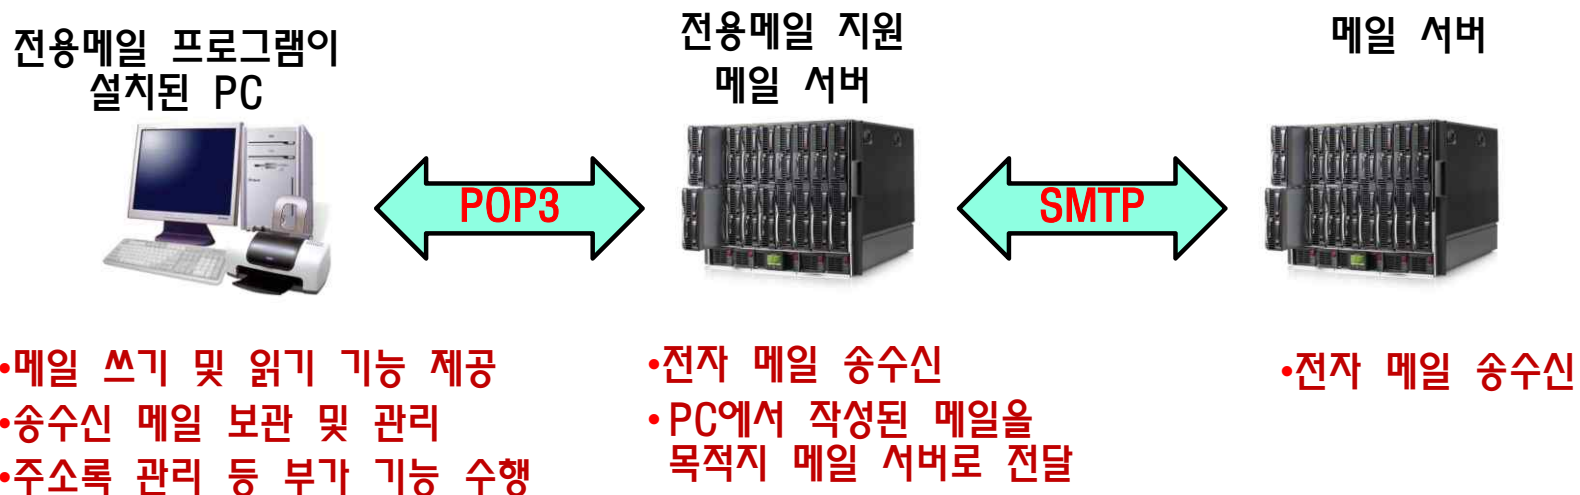 전용메일 프로그램이
설치된 PC
전용메일 지원
메일 서버
메일 서버
POP3
SMTP
•메일 쓰기 및 읽기 기능 제공
•송수신 메일 보관 및 관리
•주소록 관리 등 부가 기능 수행
•전자 메일 송수신
•PC에서 작성된 메일을
목적지 메일 서버로 전달
•전자 메일 송수신